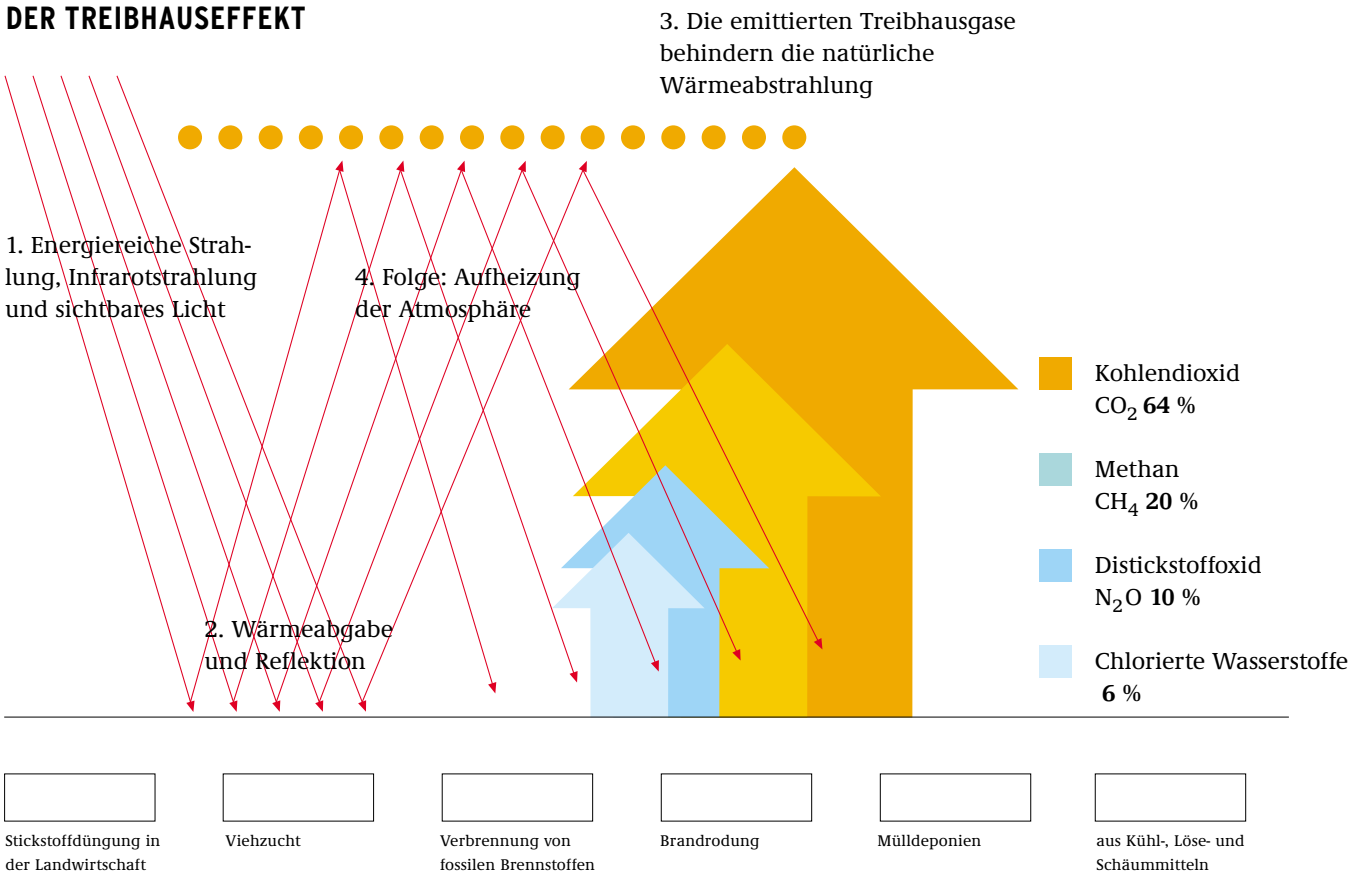 DER TREIBHAUSEFFEKT
3. Die emittierten Treibhausgase
behindern die natürliche
Wärmeabstrahlung
1. Energiereiche Strah-
lung, Infrarotstrahlung
und sichtbares Licht
4. Folge: Aufheizung
der Atmosphäre
2. Wärmeabgabe
und Reflektion
Kohlendioxid
CO₂ 64 %
Methan
CH₄ 20 %
Distickstoffoxid
N₂O 10 %
Chlorierte Wasserstoffe
6 %
Stickstoffdüngung in
der Landwirtschaft
Viehzucht
Verbrennung von
fossilen Brennstoffen
Brandrodung
Mülldeponien
aus Kühl-, Löse- und
Schäummitteln